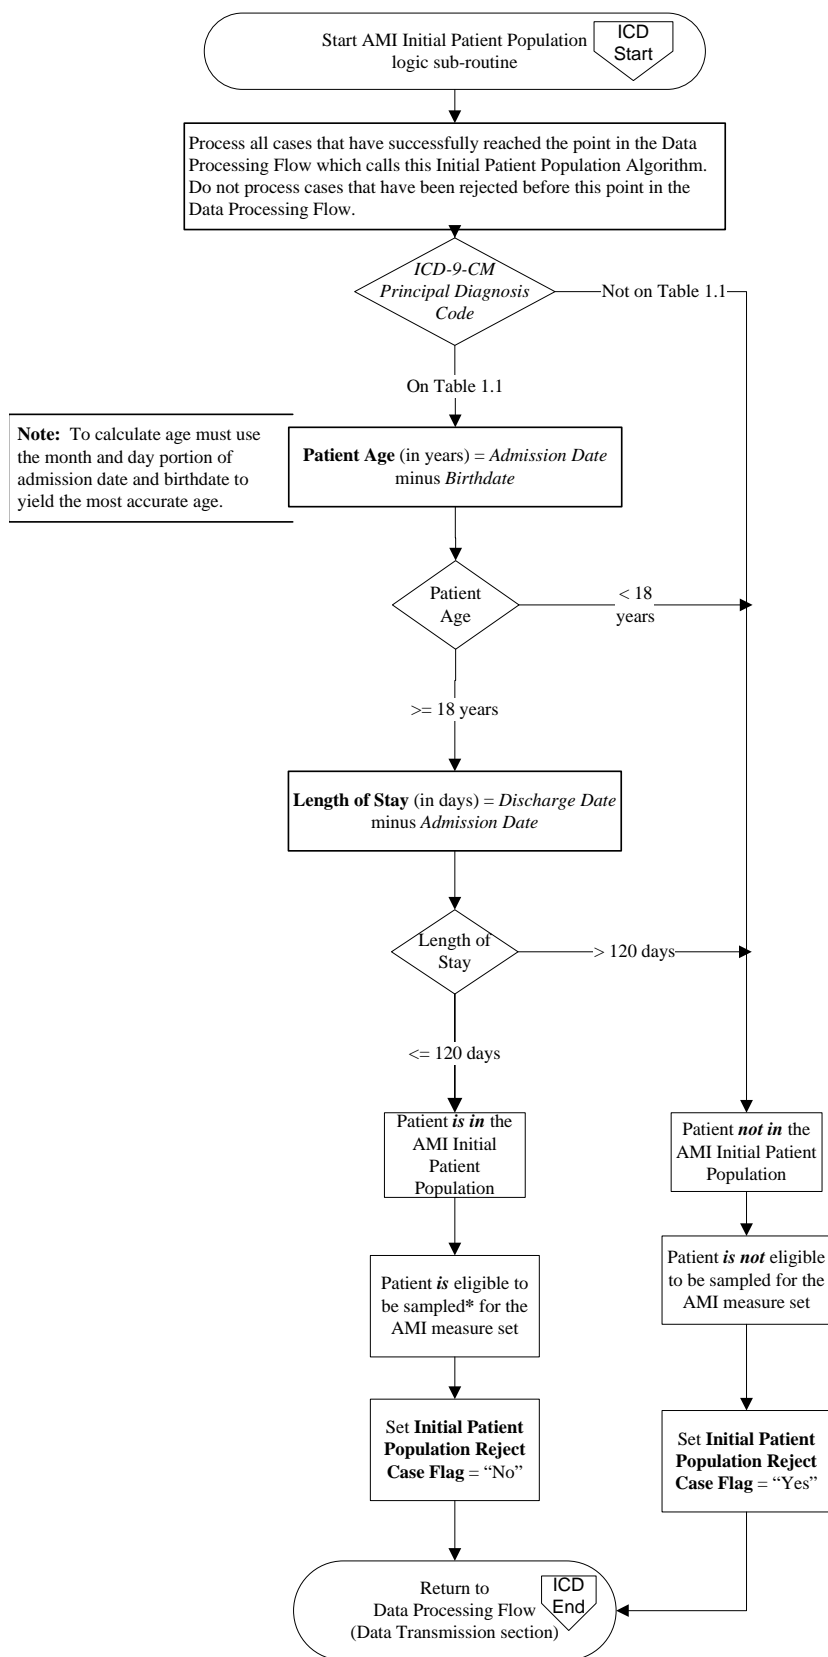 Start AMI Initial Patient Population
logic sub-routine
ICD
Start
Process all cases that have successfully reached the point in the Data
Processing Flow which calls this Initial Patient Population Algorithm.
Do not process cases that have been rejected before this point in the
Data Processing Flow.
ICD-9-CM
Principal Diagnosis
Code
Not on Table 1.1
On Table 1.1
Note: To calculate age must use
the month and day portion of
admission date and birthdate to
yield the most accurate age.
Patient Age (in years) = Admission Date
minus Birthdate
Patient
Age
< 18
years
>= 18 years
Length of Stay (in days) = Discharge Date
minus Admission Date
Length of
Stay
> 120 days
<= 120 days
Patient is in the
AMI Initial
Patient
Population
Patient not in the
AMI Initial Patient
Population
Patient is eligible to
be sampled* for the
AMI measure set
Patient is not eligible
to be sampled for the
AMI measure set
Set Initial Patient
Population Reject
Case Flag = “No”
Set Initial Patient
Population Reject
Case Flag = “Yes”
Return to
Data Processing Flow
(Data Transmission section)
ICD
End